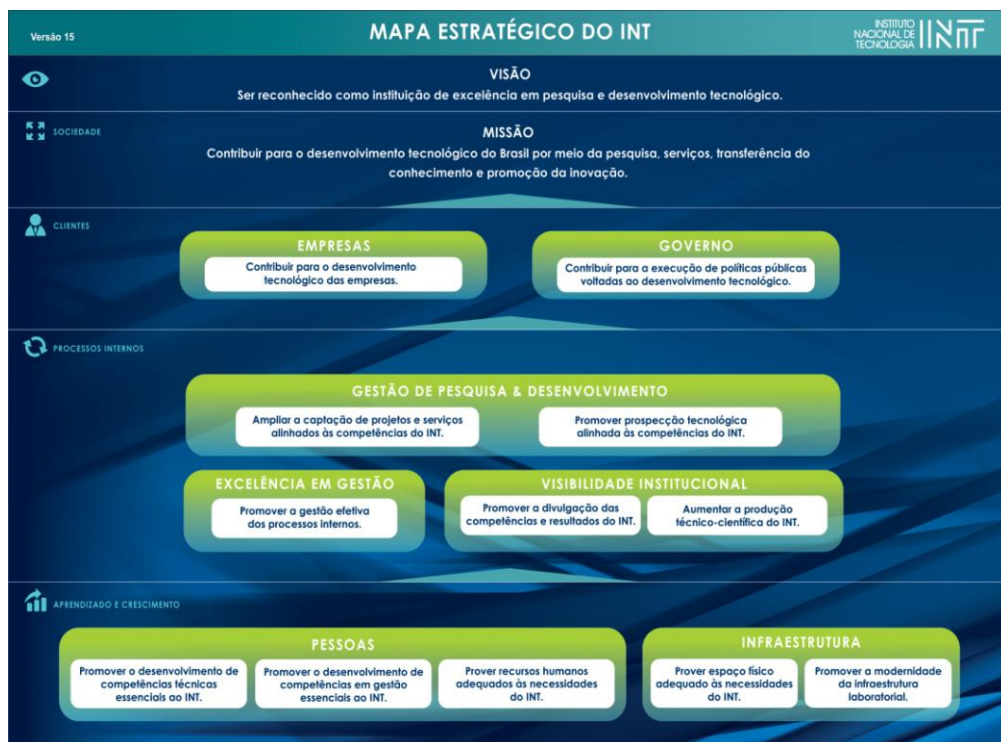 Versão 15
MAPA ESTRATÉGICO DO INT
INSTITUTO
NACIONAL DE
TECNOLOGIA
INT
VISÃO
Ser reconhecido como instituição de excelência em pesquisa e desenvolvimento tecnológico.
SOCIEDADE
MISSÃO
Contribuir para o desenvolvimento tecnológico do Brasil por meio da pesquisa, serviços, transferência do
conhecimento e promoção da inovação.
CLIENTES
EMPRESAS
Contribuir para o desenvolvimento
tecnológico das empresas.
GOVERNO
Contribuir para a execução de políticas públicas
voltadas ao desenvolvimento tecnológico.
PROCESSOS INTERNOS
GESTÃO DE PESQUISA & DESENVOLVIMENTO
Ampliar a captação de projetos e serviços
alinhados às competências do INT.
Promover prospecção tecnológica
alinhada às competências do INT.
EXCELÊNCIA EM GESTÃO
Promover a gestão efetiva
dos processos internos.
VISIBILIDADE INSTITUCIONAL
Promover a divulgação das
competências e resultados do INT.
Aumentar a produção
técnico-científica do INT.
APRENDIZADO E CRESCIMENTO
PESSOAS
Promover o desenvolvimento de
competências técnicas
essenciais ao INT.
Promover o desenvolvimento de
competências em gestão
essenciais ao INT.
Prover recursos humanos
adequados às necessidades
do INT.
INFRAESTRUTURA
Prover espaço físico
adequado às necessidades
do INT.
Promover a modernidade
da infraestrutura
laboratorial.